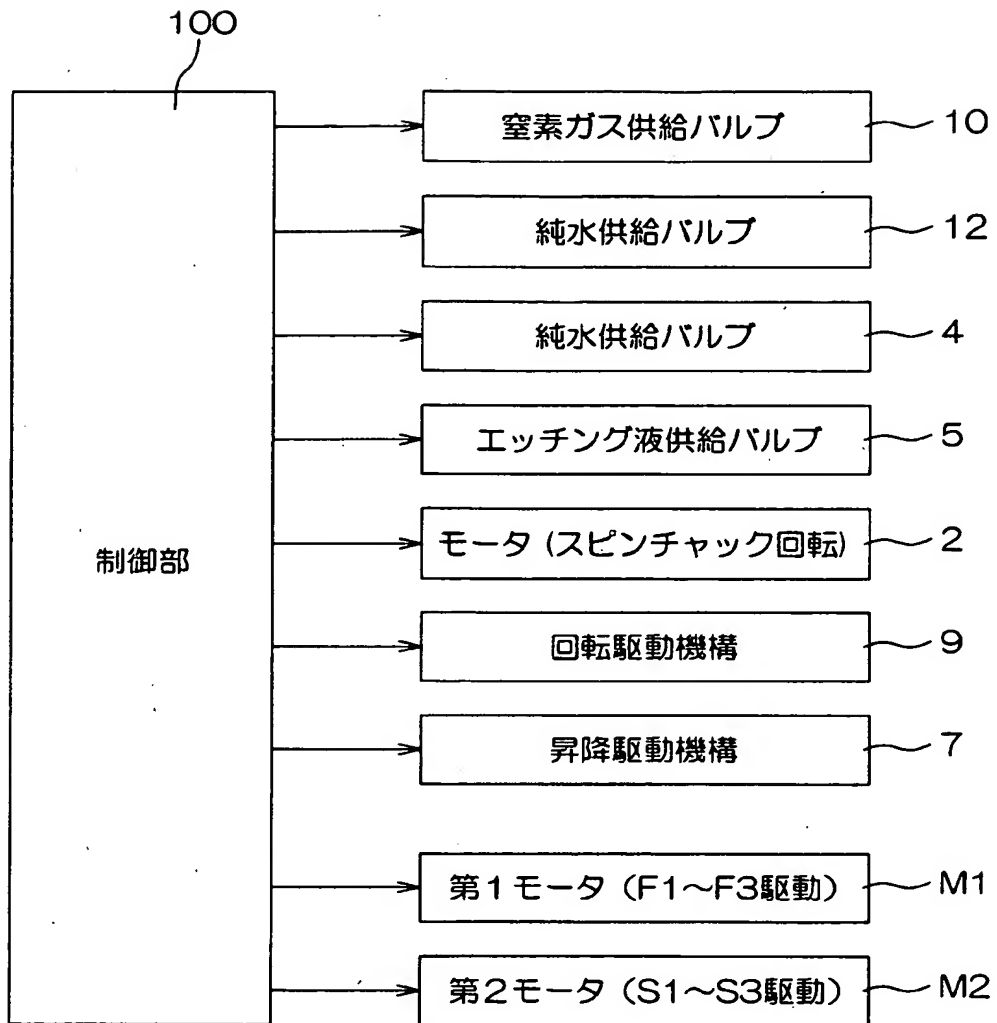 100
窒素ガス供給バルブ 10
純水供給バルブ 12
純水供給バルブ 4
エッチング液供給バルブ 5
制御部
モータ (スピンチャック回転) 2
回転駆動機構 9
昇降駆動機構 7
第1モータ (F1〜F3駆動) M1
第2モータ (S1〜S3駆動) M2